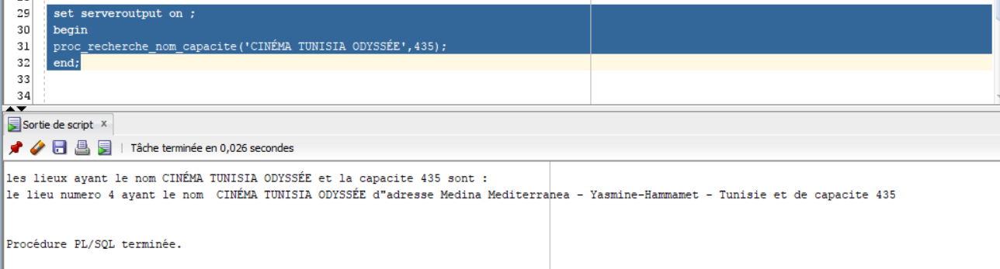 29 set serveroutput on ;
30 begin
31 proc_recherche_nom_capacite('CINÉMA TUNISIA ODYSSÉE',435);
32 end;
33
34
Sortie de script x
Tâche terminée en 0,026 secondes
les lieux ayant le nom CINÉMA TUNISIA ODYSSÉE et la capacite 435 sont :
le lieu numero 4 ayant le nom  CINÉMA TUNISIA ODYSSÉE d"adresse Medina Mediterranea - Yasmine-Hammamet - Tunisie et de capacite 435
Procédure PL/SQL terminée.